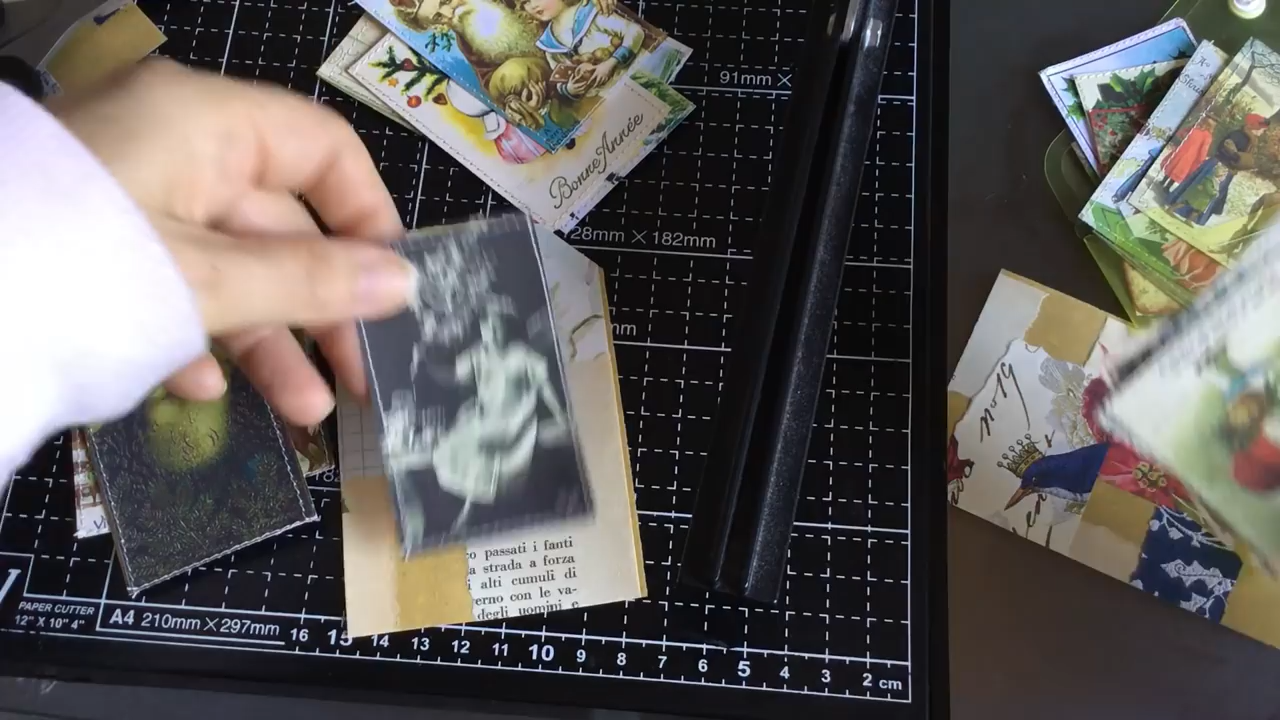 91mm ×
Bonne Année
128mm × 182mm
mm
nº19
passati i fanti
a strada a forza
i alti cumuli di
erno con le va-
degli uomini e
PAPER CUTTER
12" X 10" 4"
A4 210mm × 297mm
16 15 14 13 12 11 10 9 8 7 6 5 4 3 2 cm